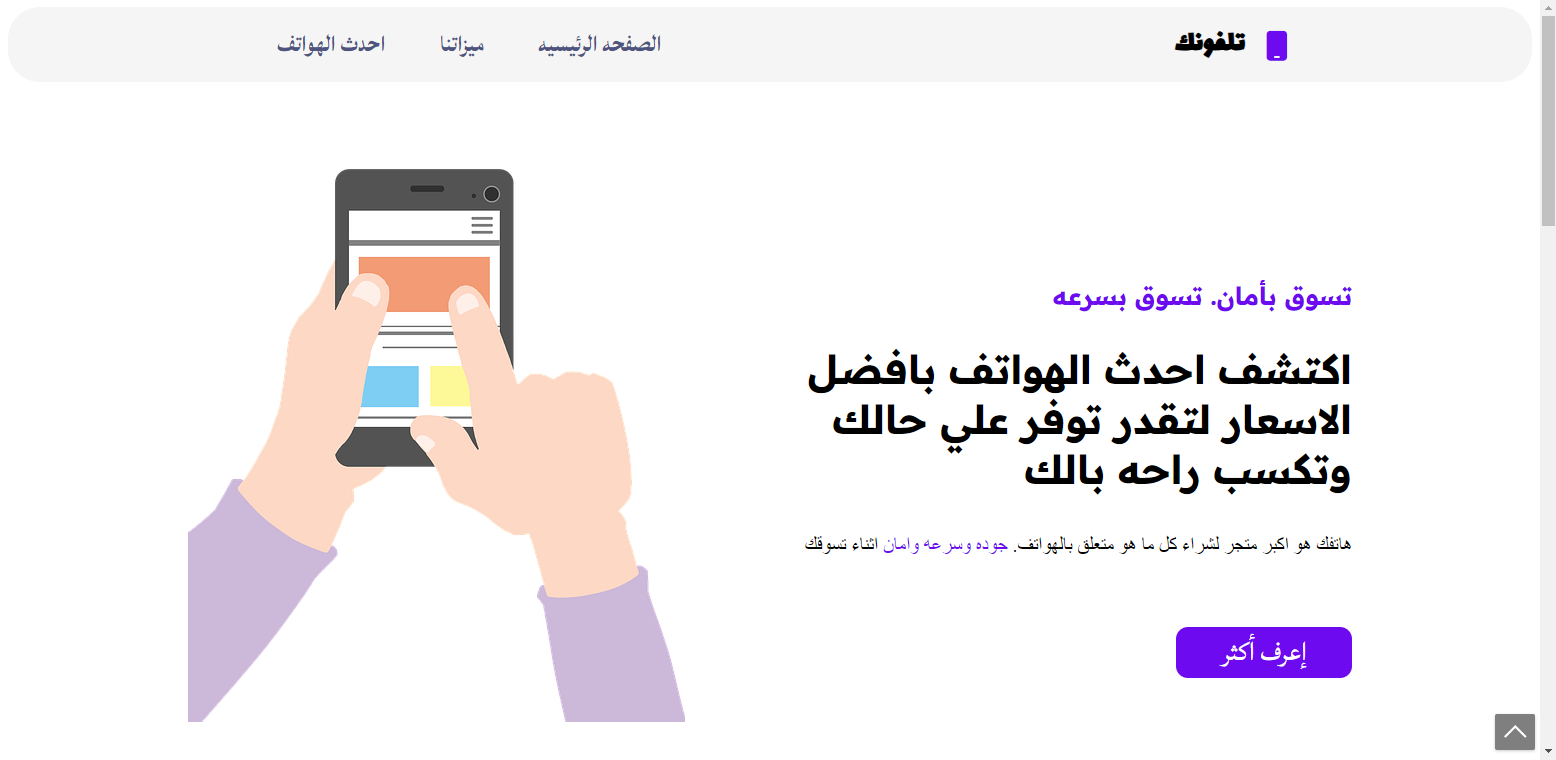 تلفونك
الصفحه الرئيسيه
ميزاتنا
احدث الهواتف
تسوق بأمان. تسوق بسرعه
اكتشف احدث الهواتف بافضل
الاسعار لتقدر توفر علي حالك
وتكسب راحه بالك
هاتفك هو اكبر متجر لشراء كل ما هو متعلق بالهواتف. جوده وسرعه وامان اثناء تسوقك
إعرف أكثر